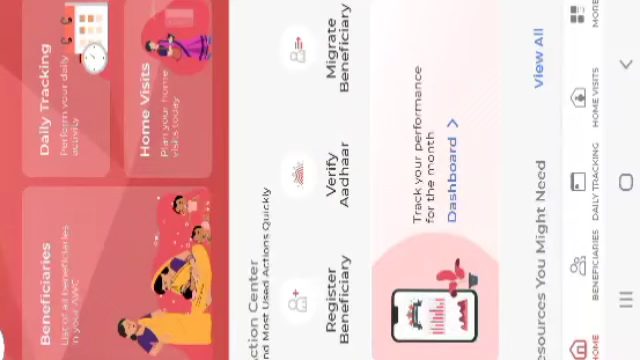 Beneficiaries
List of all beneficiaries
in your AWC
Daily Tracking
Perform your daily
activity
Home Visits
Plan your home
visits today
ction Center
nd Most Used Actions Quickly
Register
Beneficiary
Verify
Aadhaar
Migrate
Beneficiary
Track your performance
for the month
Dashboard >
esources You Might Need
View All
HOME
BENEFICIARIES
DAILY TRACKING
HOME VISITS
MORE